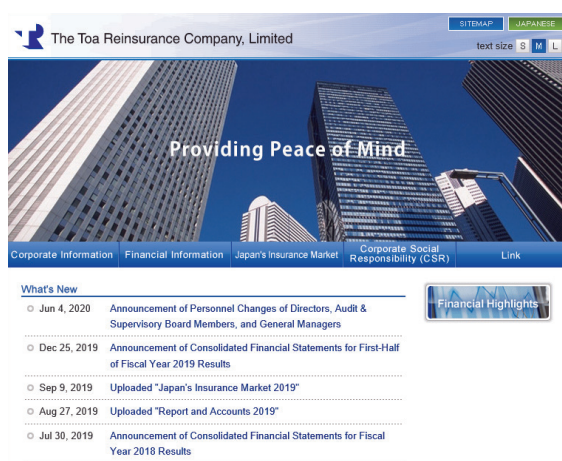 SITEMAP
JAPANESE
The Toa Reinsurance Company, Limited
text size S M L
Providing Peace of Mind
Corporate Information
Financial Information
Japan's Insurance Market
Corporate Social
Responsibility (CSR)
Link
What's New
Financial Highlights
Jun 4, 2020 Announcement of Personnel Changes of Directors, Audit &
Supervisory Board Members, and General Managers
Dec 25, 2019 Announcement of Consolidated Financial Statements for First-Half
of Fiscal Year 2019 Results
Sep 9, 2019 Uploaded "Japan's Insurance Market 2019"
Aug 27, 2019 Uploaded "Report and Accounts 2019"
Jul 30, 2019 Announcement of Consolidated Financial Statements for Fiscal
Year 2018 Results